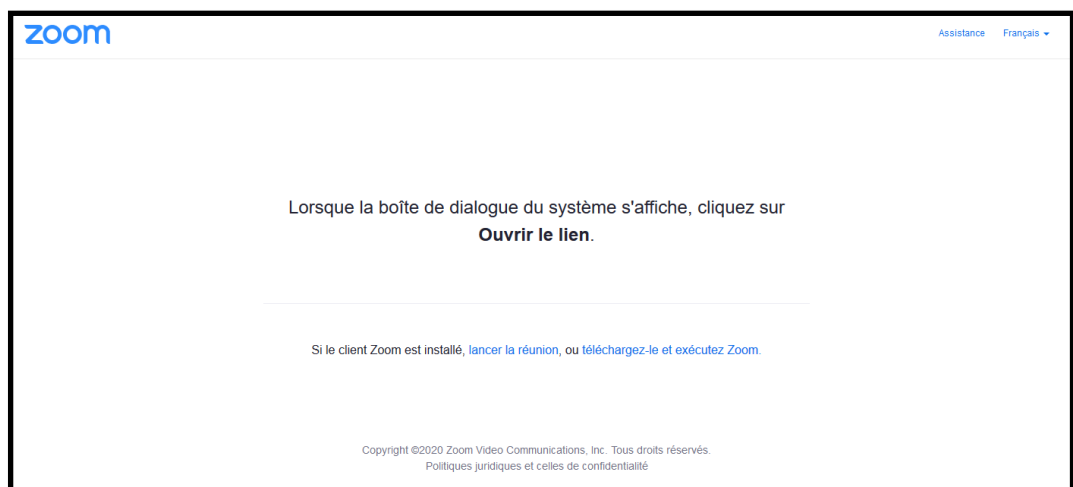 zoom
Assistance Français
Lorsque la boîte de dialogue du système s'affiche, cliquez sur
Ouvrir le lien.
Si le client Zoom est installé, lancer la réunion, ou téléchargez-le et exécutez Zoom.
Copyright ©2020 Zoom Video Communications, Inc. Tous droits réservés.
Politiques juridiques et celles de confidentialité